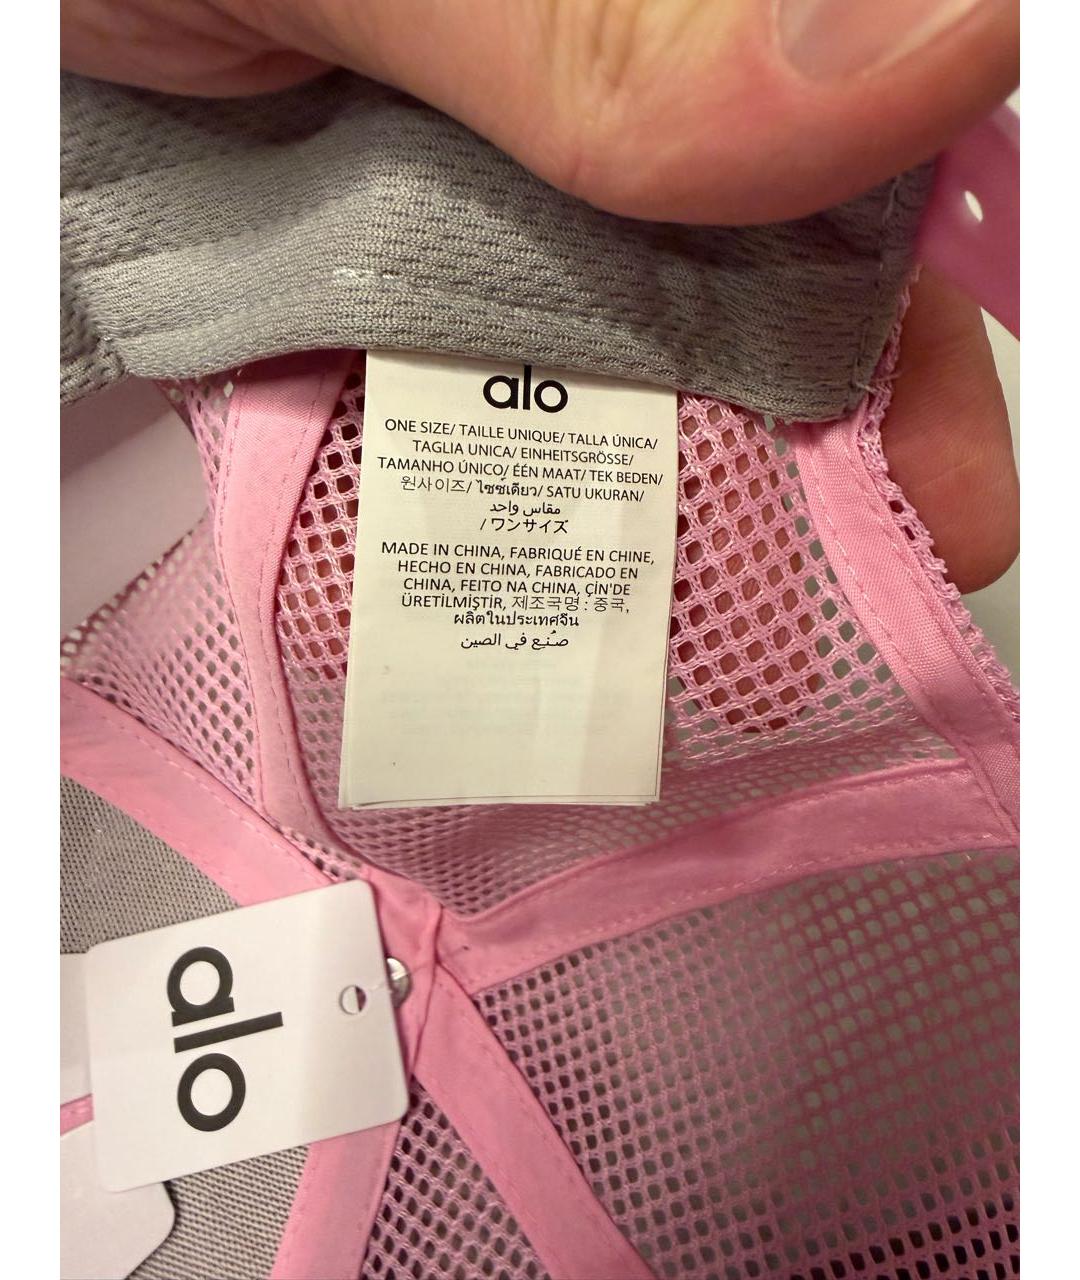 alo
ONE SIZE/ TAILLE UNIQUE/ TALLA ÚNICA/
TAGLIA UNICA/ EINHEITSGRÖSSE/
TAMANHO ÚNICO/ ÉÉN MAAT/ TEK BEDEN/
원사이즈/ ไซซ์เดียว/ SATU UKURAN/
مقاس واحد
/ ワンサイズ
MADE IN CHINA, FABRIQUÉ EN CHINE,
HECHO EN CHINA, FABRICADO EN
CHINA, FEITO NA CHINA, ÇİN'DE
ÜRETİLMİŞTİR, 제조국명 : 중국,
ผลิตในประเทศจีน
صُنِع في الصين
alo